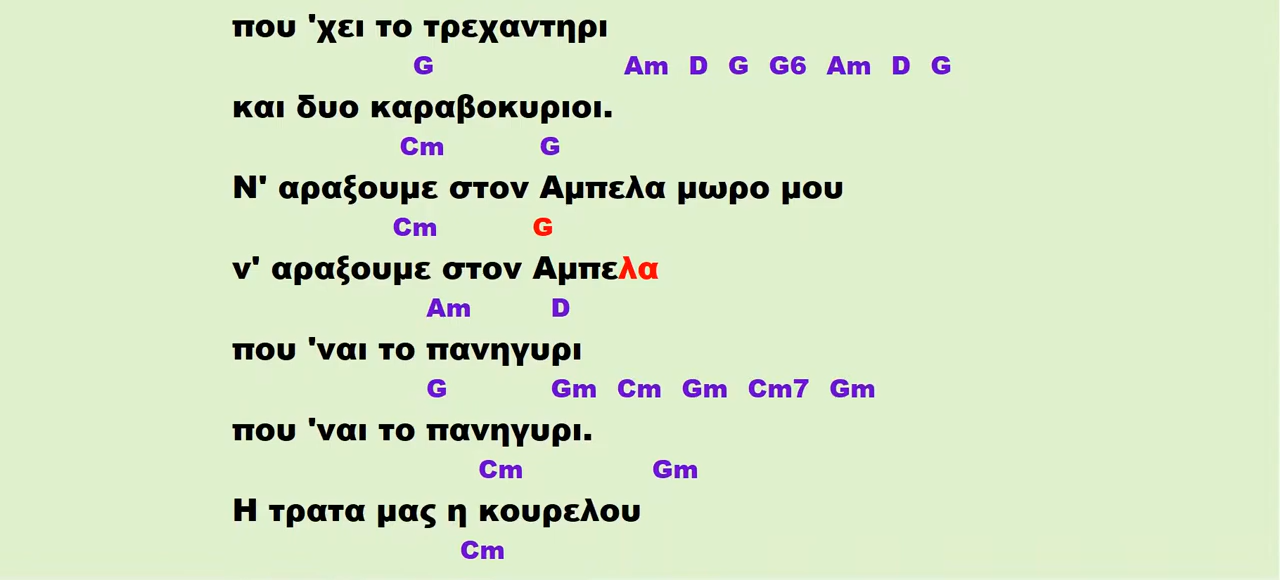 που 'χει το τρεχαντηρι
G Am D G G6 Am D G
και δυο καραβοκυριοι.
Cm G
Ν' αραξουμε στον Αμπελα μωρο μου
Cm G
ν' αραξουμε στον Αμπελα
Am D
που 'ναι το πανηγυρι
G Gm Cm Gm Cm7 Gm
που 'ναι το πανηγυρι.
Cm Gm
Η τρατα μας η κουρελου
Cm